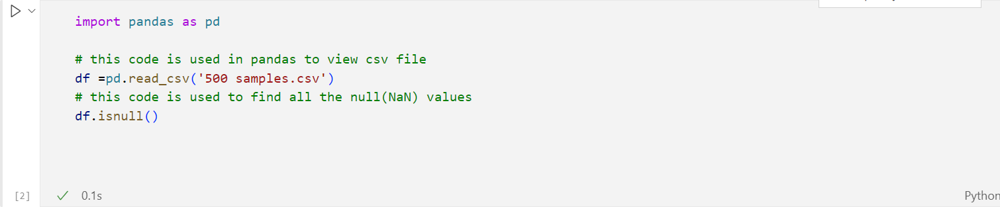 import pandas as pd
# this code is used in pandas to view csv file
df =pd.read_csv('500 samples.csv')
# this code is used to find all the null(NaN) values
df.isnull()
[2]
0.1s
Python